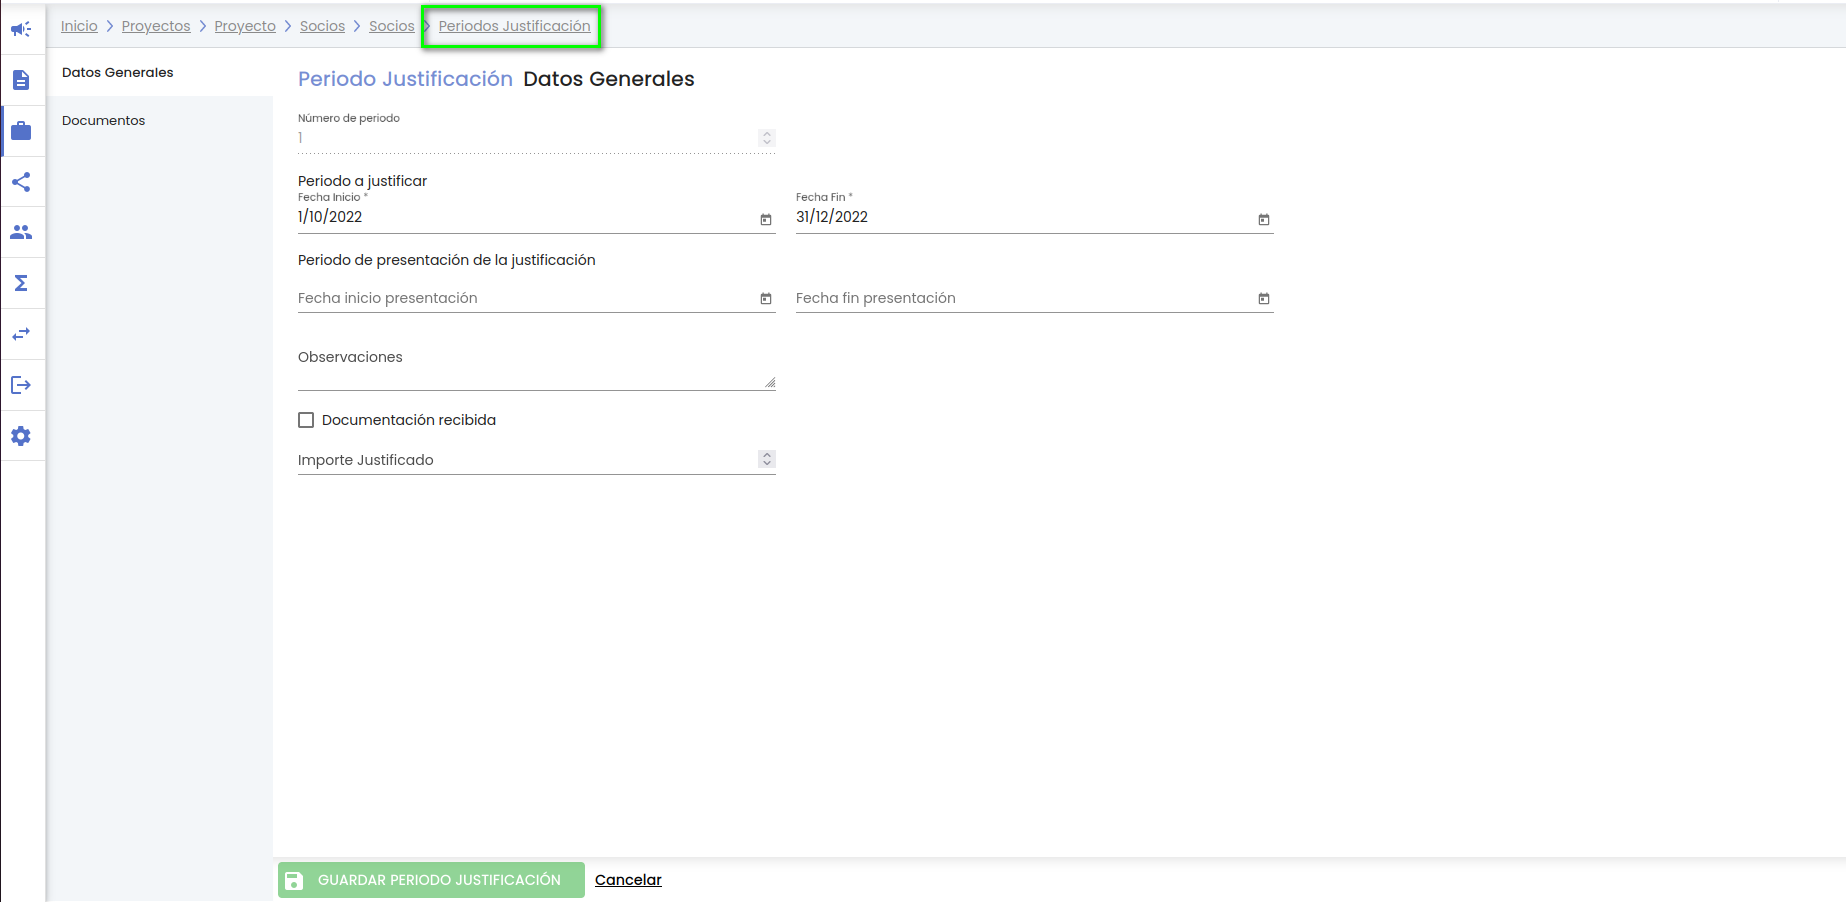 Inicio > Proyectos > Proyecto > Socios > Socios > Periodos Justificación
Datos Generales
Documentos
Periodo Justificación Datos Generales
Número de periodo
1
Periodo a justificar
Fecha Inicio * Fecha Fin *
1/10/2022 31/12/2022
Periodo de presentación de la justificación
Fecha inicio presentación Fecha fin presentación
Observaciones
Documentación recibida
Importe Justificado
GUARDAR PERIODO JUSTIFICACIÓN Cancelar